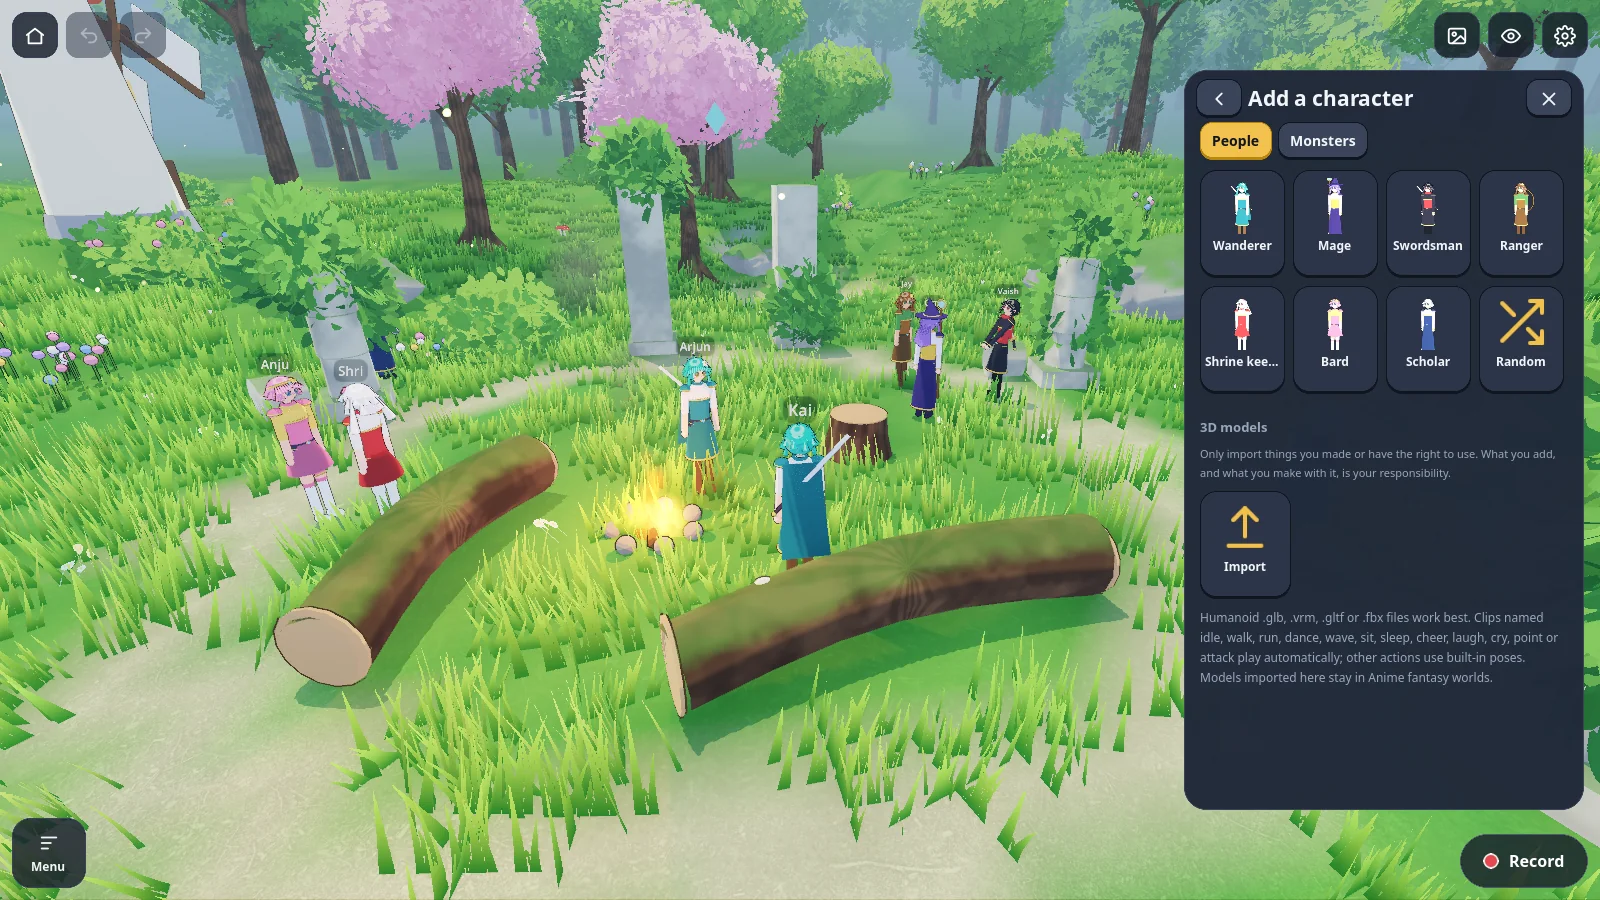 Add a character
People
Monsters
Wanderer
Mage
Swordsman
Ranger
Shrine kee...
Bard
Scholar
Random
3D models
Only import things you made or have the right to use. What you add,
and what you make with it, is your responsibility.
Import
Humanoid .glb, .vrm, .gltf or .fbx files work best. Clips named
idle, walk, run, dance, wave, sit, sleep, cheer, laugh, cry, point or
attack play automatically; other actions use built-in poses.
Models imported here stay in Anime fantasy worlds.
Jay
Vaish
Arjun
Anju
Shri
Kai
Menu
Record